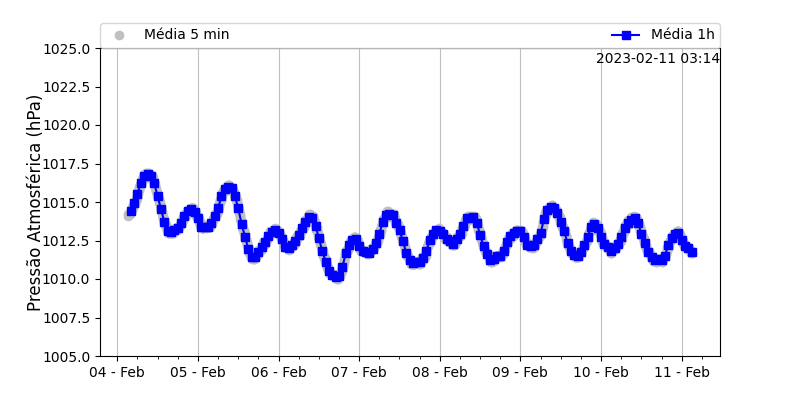 Média 5 min
Média 1h
2023-02-11 03:14
Pressão Atmosférica (hPa)
1025.0
1022.5
1020.0
1017.5
1015.0
1012.5
1010.0
1007.5
1005.0
04 - Feb
05 - Feb
06 - Feb
07 - Feb
08 - Feb
09 - Feb
10 - Feb
11 - Feb